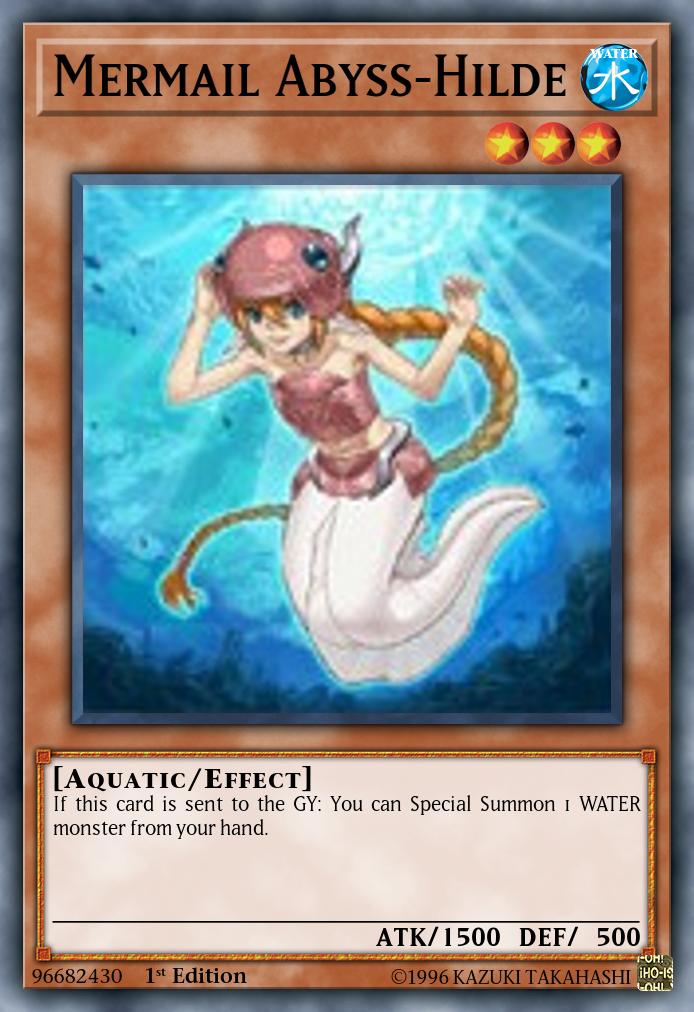 MERMAIL ABYSS-HILDE
WATER
水
[AQUATIC/EFFECT]
If this card is sent to the GY: You can Special Summon 1 WATER
monster from your hand.
ATK/1500 DEF/ 500
96682430 1st Edition ©1996 KAZUKI TAKAHASHI